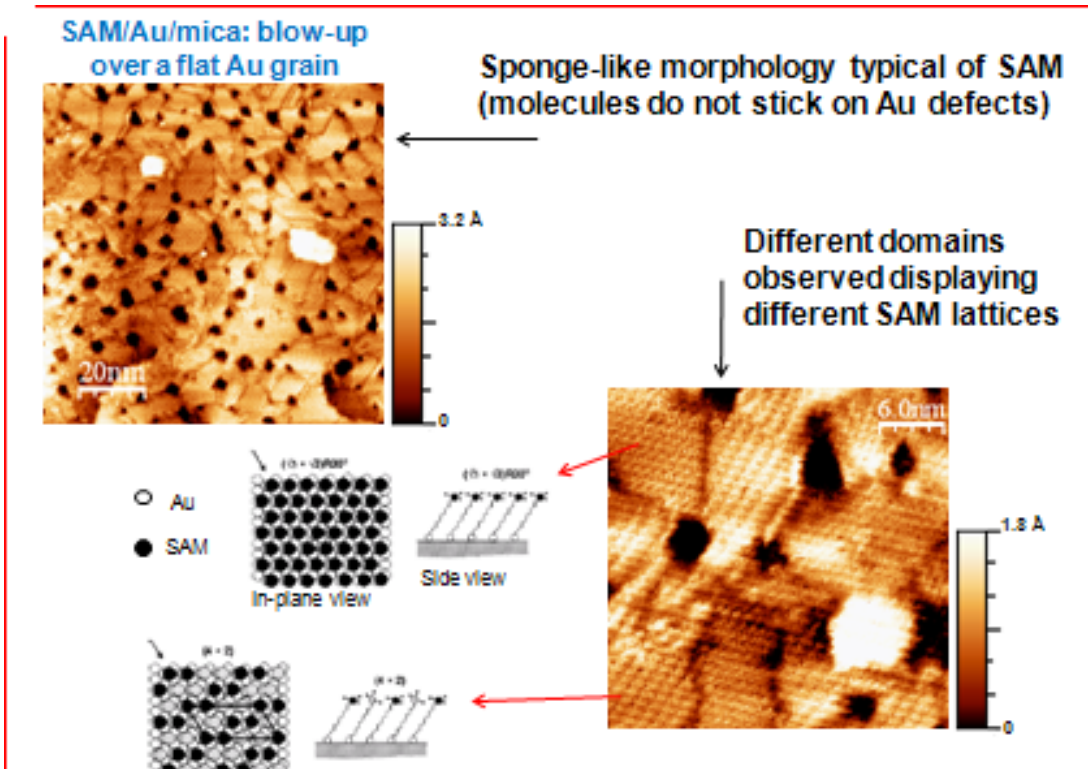 SAM/Au/mica: blow-up
over a flat Au grain
Sponge-like morphology typical of SAM
(molecules do not stick on Au defects)
3.2 Å
0
20nm
Different domains
observed displaying
different SAM lattices
6.0nm
1.8 Å
0
Au
SAM
In-plane view
Side view